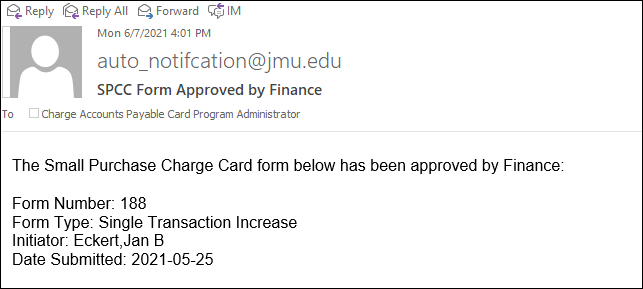 Reply Reply All Forward IM
Mon 6/7/2021 4:01 PM
auto_notifcation@jmu.edu
SPCC Form Approved by Finance
To Charge Accounts Payable Card Program Administrator
The Small Purchase Charge Card form below has been approved by Finance:
Form Number: 188
Form Type: Single Transaction Increase
Initiator: Eckert,Jan B
Date Submitted: 2021-05-25